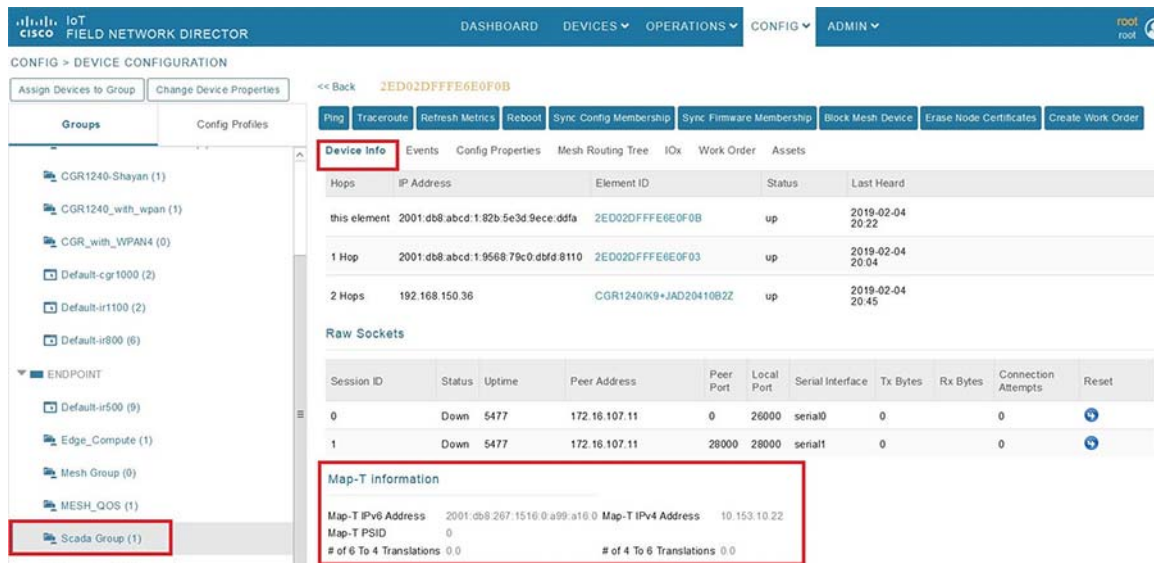 cisco IoT FIELD NETWORK DIRECTOR
DASHBOARD DEVICES OPERATIONS CONFIG ADMIN
root
root
CONFIG > DEVICE CONFIGURATION
Assign Devices to Group Change Device Properties
Groups Config Profiles
CGR1240-Shayan (1)
CGR1240_with_wpan (1)
CGR_with_WPAN4 (0)
Default-cgr1000 (2)
Default-ir1100 (2)
Default-ir800 (6)
ENDPOINT
Default-ir500 (9)
Edge_Compute (1)
Mesh Group (0)
MESH_QOS (1)
Scada Group (1)
<< Back 2ED02DFFFE6E0F0B
Ping Traceroute Refresh Metrics Reboot Sync Config Membership Sync Firmware Membership Block Mesh Device Erase Node Certificates Create Work Order
Device Info Events Config Properties Mesh Routing Tree IOx Work Order Assets
Hops IP Address Element ID Status Last Heard
this element 2001:db8:abcd:1:82b:5e3d:9ece:ddfa 2ED02DFFFE6E0F0B up 2019-02-04 20:22
1 Hop 2001:db8:abcd:1:9568:79c0:dbfd:8110 2ED02DFFFE6E0F03 up 2019-02-04 20:04
2 Hops 192.168.150.36 CGR1240/K9+JAD20410B2Z up 2019-02-04 20:45
Raw Sockets
Session ID Status Uptime Peer Address Peer Port Local Port Serial Interface Tx Bytes Rx Bytes Connection Attempts Reset
0 Down 5477 172.16.107.11 0 26000 serial0 0 0
1 Down 5477 172.16.107.11 28000 28000 serial1 0 0
Map-T information
Map-T IPv6 Address 2001:db8:267:1516:0:a99:a16:0 Map-T IPv4 Address 10.153.10.22
Map-T PSID 0
# of 6 To 4 Translations 0.0 # of 4 To 6 Translations 0.0